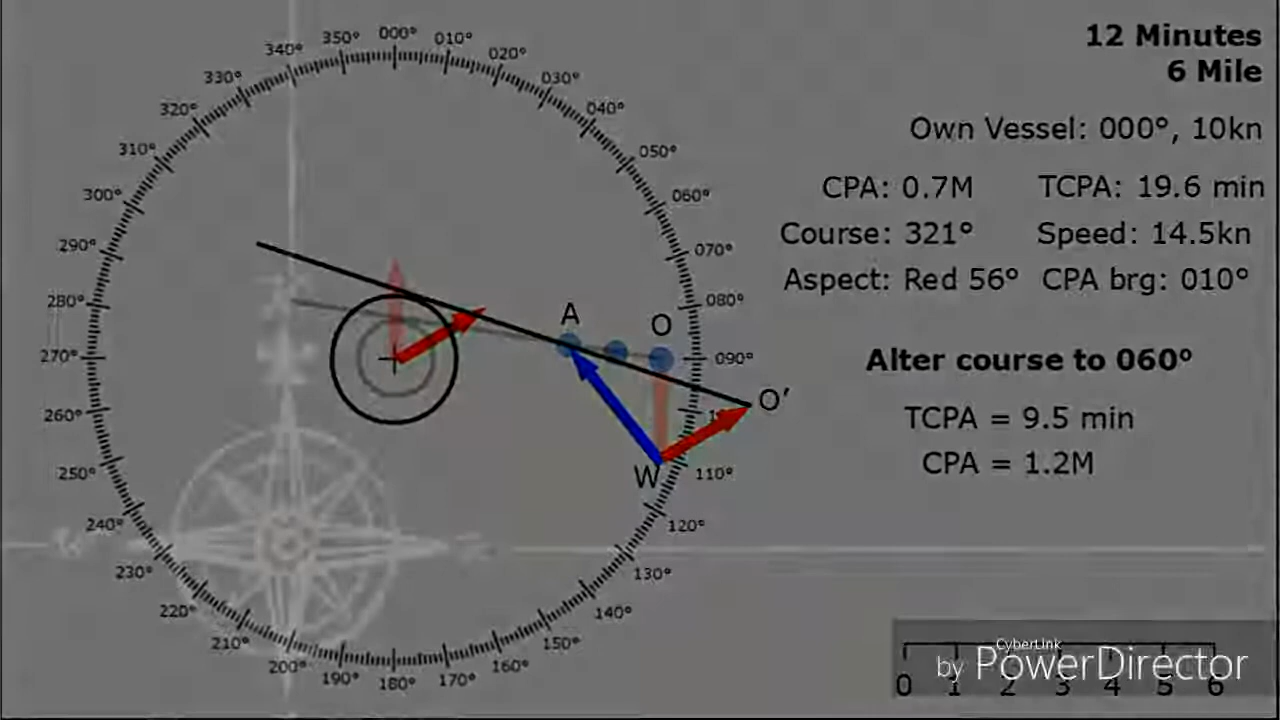 12 Minutes
6 Mile
Own Vessel: 000°, 10kn
CPA: 0.7M TCPA: 19.6 min
Course: 321° Speed: 14.5kn
Aspect: Red 56° CPA brg: 010°
Alter course to 060°
TCPA = 9.5 min
CPA = 1.2M
000°
010°
020°
030°
040°
050°
060°
070°
080°
090°
110°
120°
130°
140°
150°
160°
170°
180°
190°
200°
210°
220°
230°
240°
250°
260°
270°
280°
290°
300°
310°
320°
330°
340°
350°
A
O
O'
W
0 1 2 3 4 5 6
CyberLink
by PowerDirector